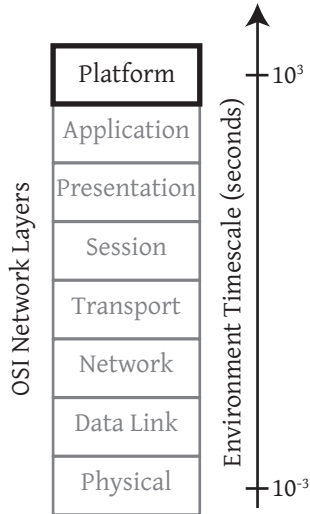 Platform
Application
Presentation
Session
Transport
Network
Data Link
Physical
OSI Network Layers
Environment Timescale (seconds)
10³
10⁻³